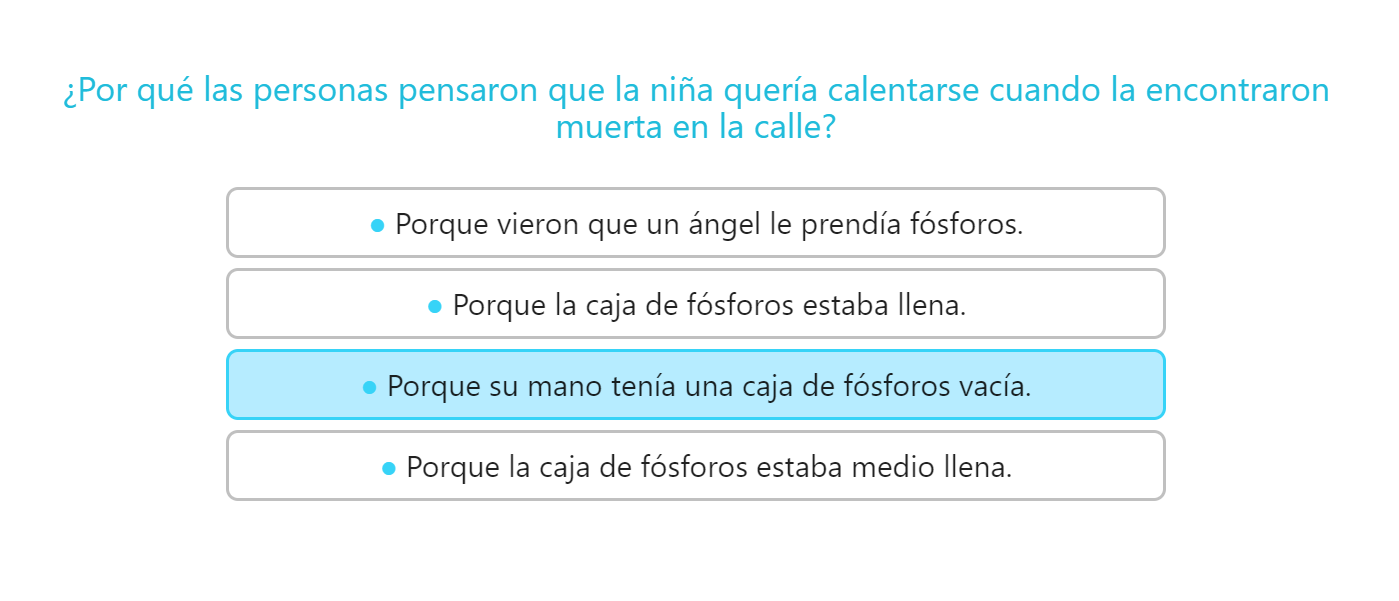 ¿Por qué las personas pensaron que la niña quería calentarse cuando la encontraron
muerta en la calle?
● Porque vieron que un ángel le prendía fósforos.
● Porque la caja de fósforos estaba llena.
● Porque su mano tenía una caja de fósforos vacía.
● Porque la caja de fósforos estaba medio llena.